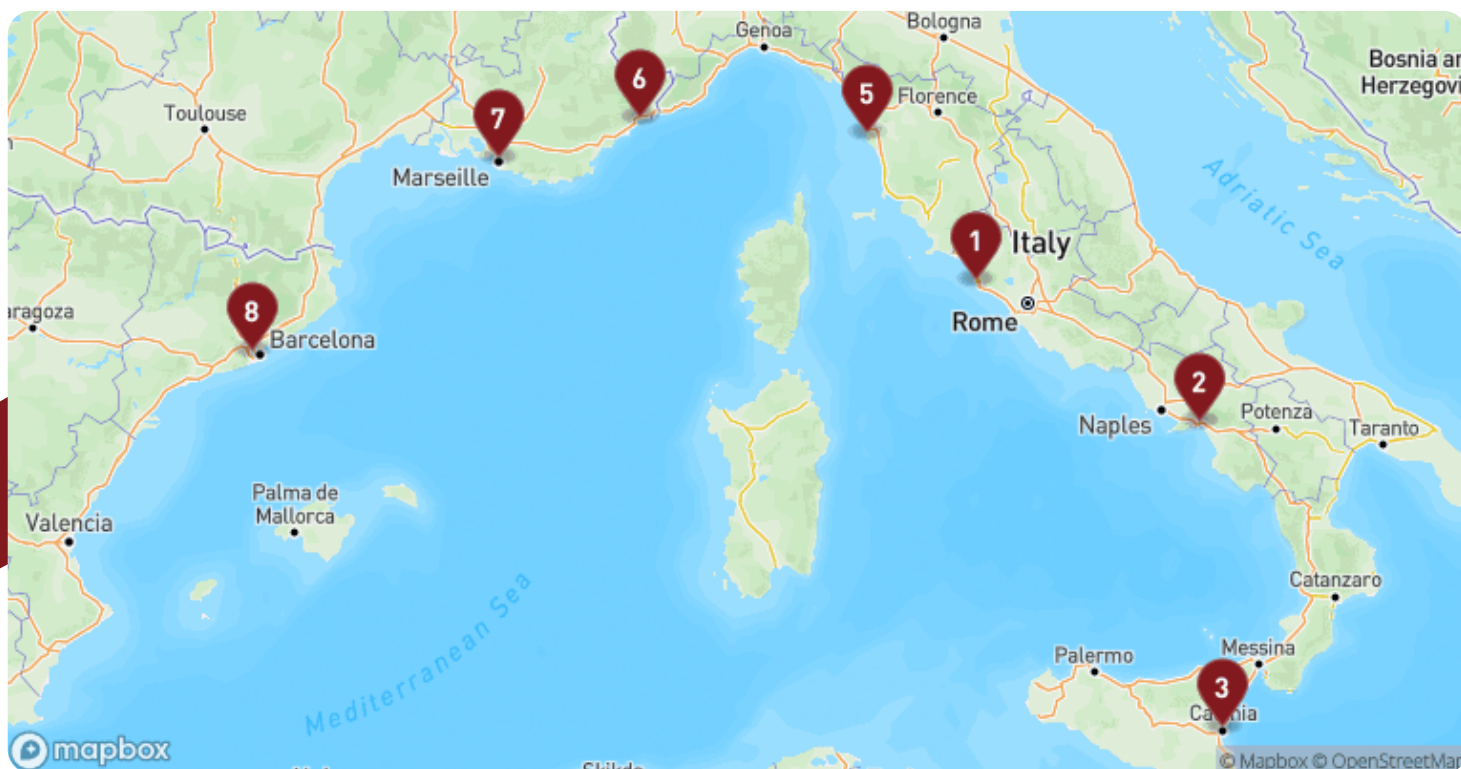 Genoa
Bologna
Bosnia
Herzegovi
6
5
Florence
7
Toulouse
Marseille
Adriatic Sea
1
Italy
8
aragoza
Barcelona
Rome
2
Naples
Potenza
Taranto
Palma de
Mallorca
Valencia
Catanzaro
Mediterranean Sea
Messina
Palermo
3
mapbox
© Mapbox © OpenStreetMap